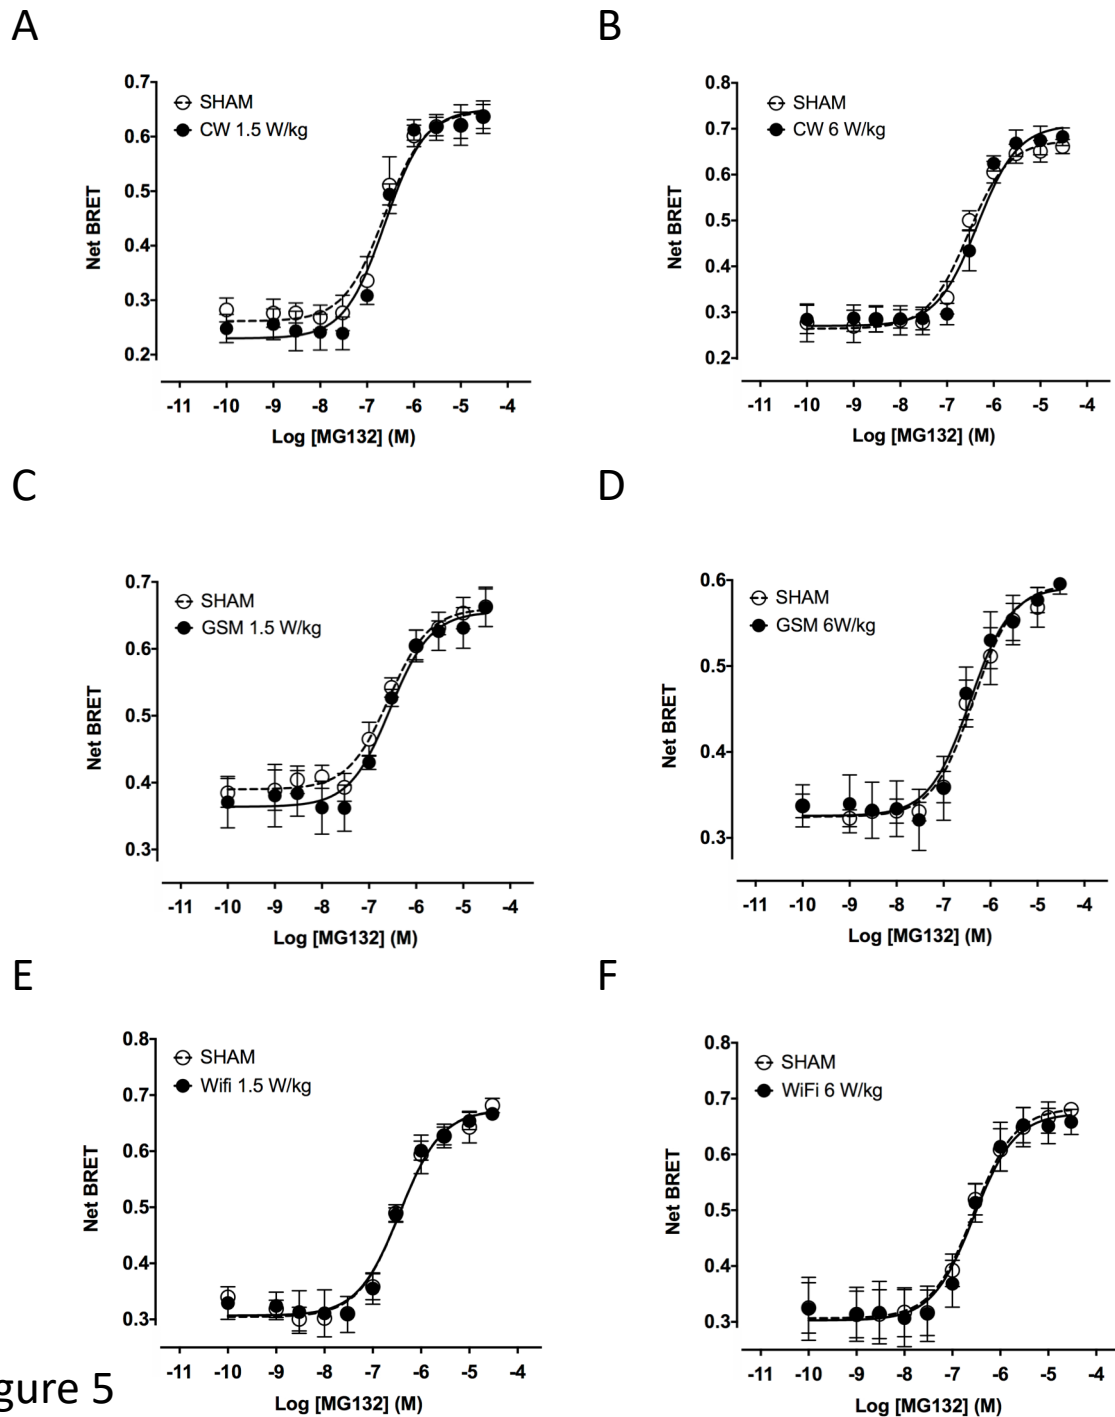 A
B
0.7
0.6
0.5
0.4
0.3
0.2
SHAM
CW 1.5 W/kg
Net BRET
-11 -10 -9 -8 -7 -6 -5 -4
Log [MG132] (M)
0.8
0.7
0.6
0.5
0.4
0.3
0.2
SHAM
CW 6 W/kg
Net BRET
-11 -10 -9 -8 -7 -6 -5 -4
Log [MG132] (M)
C
D
0.7
0.6
0.5
0.4
0.3
SHAM
GSM 1.5 W/kg
Net BRET
-11 -10 -9 -8 -7 -6 -5 -4
Log [MG132] (M)
0.6
0.5
0.4
0.3
SHAM
GSM 6W/kg
Net BRET
-11 -10 -9 -8 -7 -6 -5 -4
Log [MG132] (M)
E
F
0.8
0.7
0.6
0.5
0.4
0.3
SHAM
Wifi 1.5 W/kg
Net BRET
-11 -10 -9 -8 -7 -6 -5 -4
Log [MG132] (M)
0.8
0.7
0.6
0.5
0.4
0.3
SHAM
WiFi 6 W/kg
Net BRET
-11 -10 -9 -8 -7 -6 -5 -4
Log [MG132] (M)
gure 5